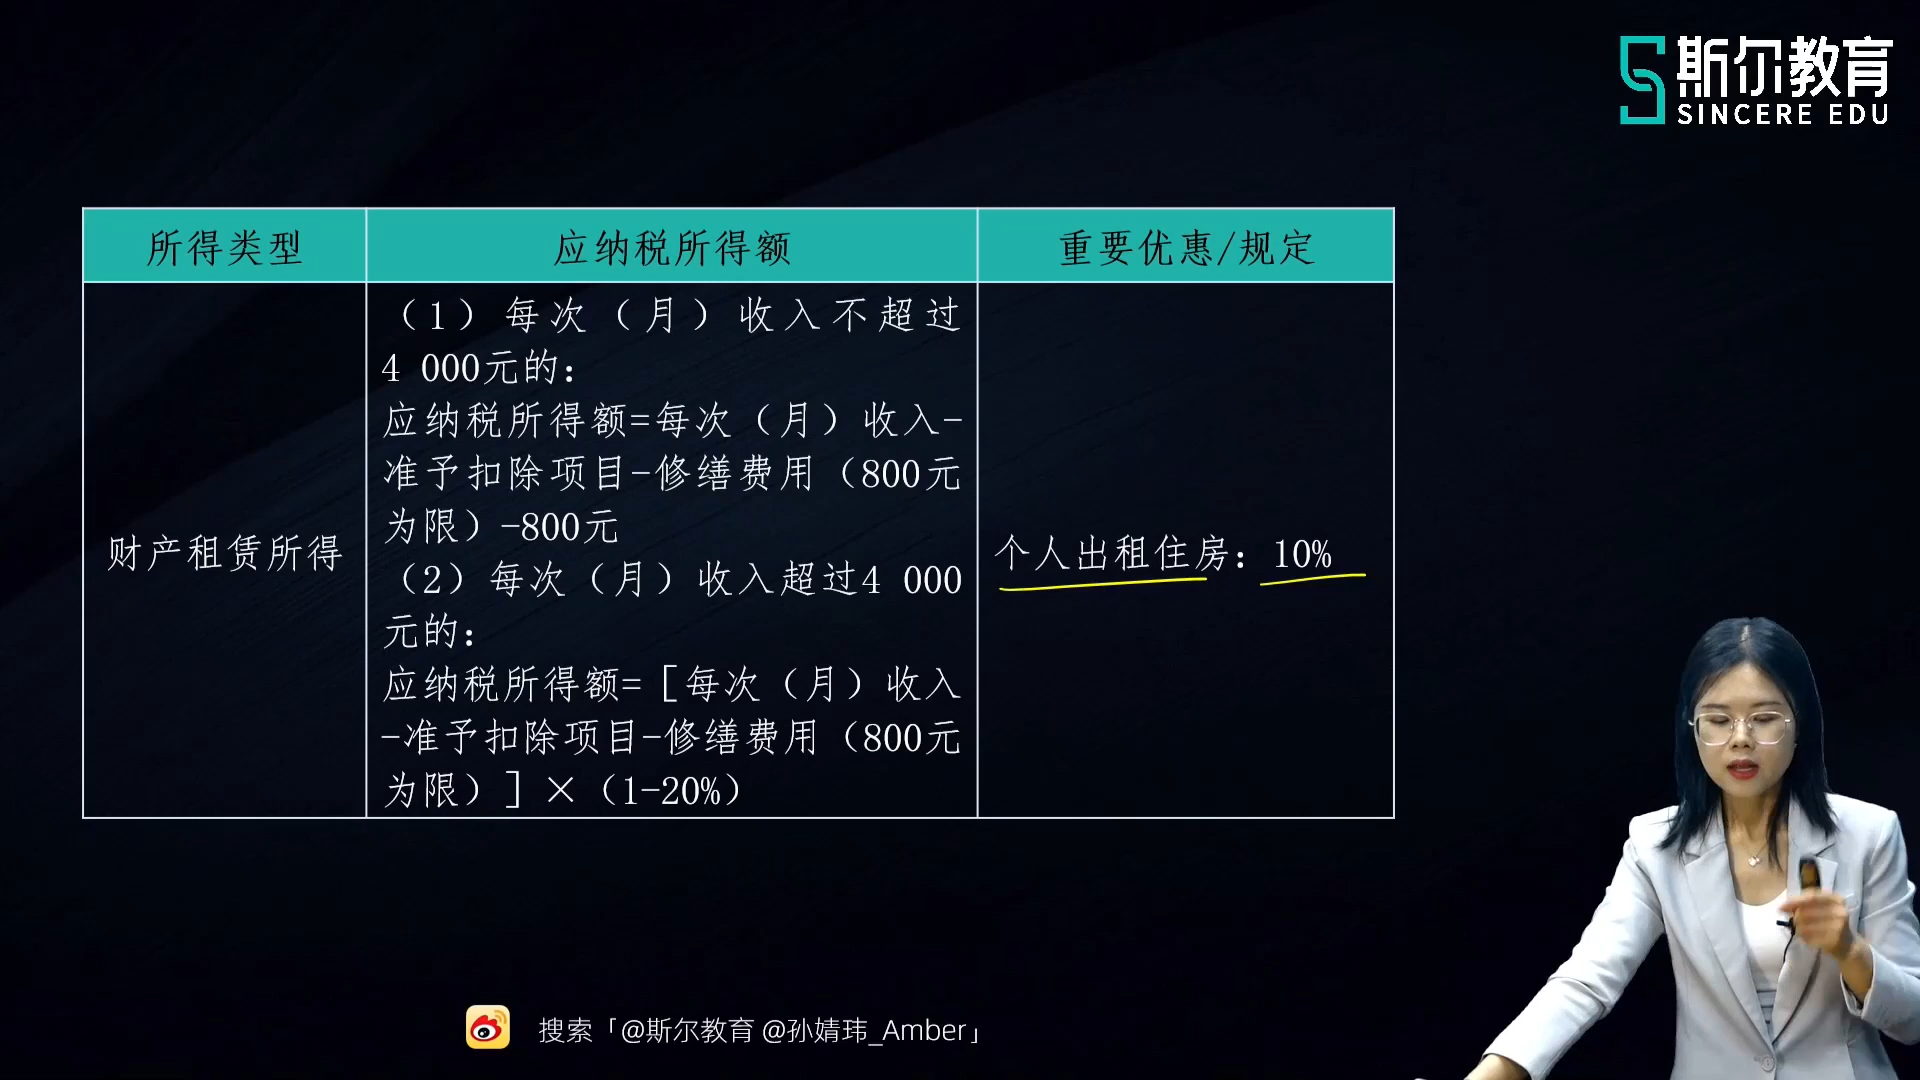 斯尔教育
SINCERE EDU
所得类型
应纳税所得额
重要优惠/规定
财产租赁所得
（1）每次（月）收入不超过
4 000元的：
应纳税所得额=每次（月）收入-
准予扣除项目-修缮费用（800元
为限）-800元
（2）每次（月）收入超过4 000
元的：
应纳税所得额=［每次（月）收入
-准予扣除项目-修缮费用（800元
为限）］×（1-20%）
个人出租住房：10%
搜索「@斯尔教育 @孙婧玮_Amber」